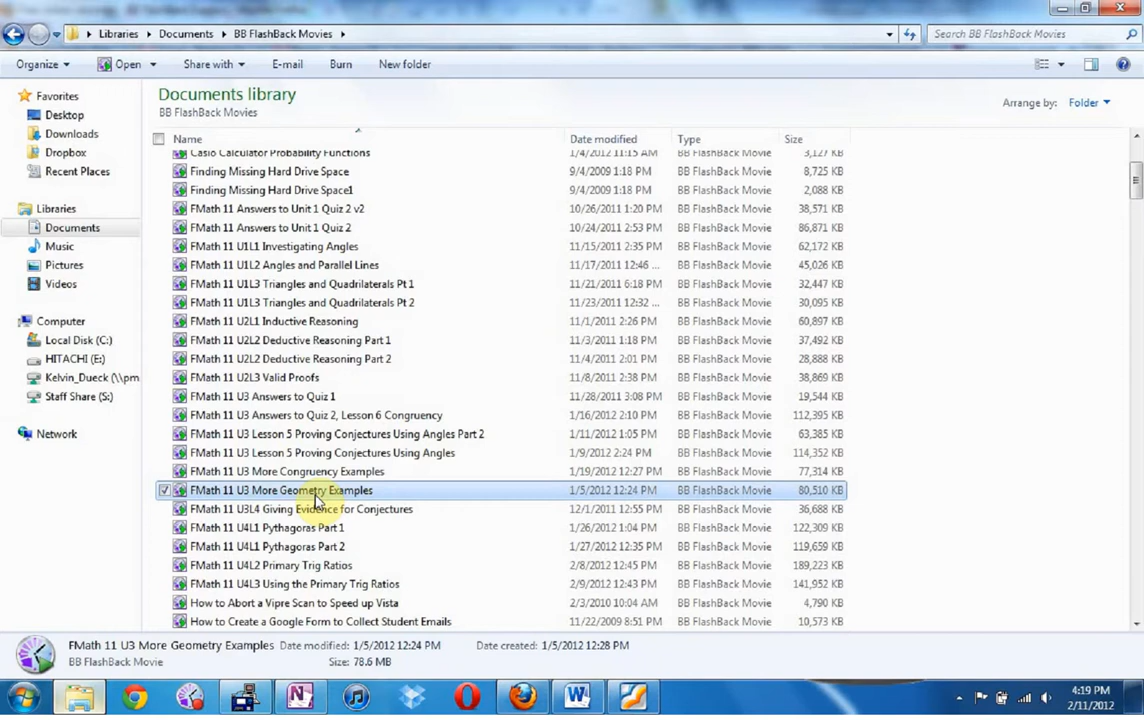 Libraries Documents BB FlashBack Movies Search BB FlashBack Movies
Organize Open Share with E-mail Burn New folder
Favorites
Desktop
Downloads
Dropbox
Recent Places
Libraries
Documents
Music
Pictures
Videos
Computer
Local Disk (C:)
HITACHI (E:)
Kelvin_Dueck (\\pm
Staff Share (S:)
Network
Documents library
BB FlashBack Movies
Arrange by: Folder
Name Date modified Type Size
Casio Calculator Probability Functions 1/4/2012 11:15 AM BB FlashBack Movie 3,127 KB
Finding Missing Hard Drive Space 9/4/2009 1:18 PM BB FlashBack Movie 8,725 KB
Finding Missing Hard Drive Space1 9/4/2009 1:18 PM BB FlashBack Movie 2,088 KB
FMath 11 Answers to Unit 1 Quiz 2 v2 10/26/2011 1:20 PM BB FlashBack Movie 38,571 KB
FMath 11 Answers to Unit 1 Quiz 2 10/24/2011 2:53 PM BB FlashBack Movie 86,871 KB
FMath 11 U1L1 Investigating Angles 11/15/2011 2:35 PM BB FlashBack Movie 62,172 KB
FMath 11 U1L2 Angles and Parallel Lines 11/17/2011 12:46 ... BB FlashBack Movie 45,026 KB
FMath 11 U1L3 Triangles and Quadrilaterals Pt 1 11/21/2011 6:18 PM BB FlashBack Movie 32,447 KB
FMath 11 U1L3 Triangles and Quadrilaterals Pt 2 11/23/2011 12:32 ... BB FlashBack Movie 30,095 KB
FMath 11 U2L1 Inductive Reasoning 11/1/2011 2:26 PM BB FlashBack Movie 60,897 KB
FMath 11 U2L2 Deductive Reasoning Part 1 11/3/2011 1:18 PM BB FlashBack Movie 37,492 KB
FMath 11 U2L2 Deductive Reasoning Part 2 11/4/2011 2:01 PM BB FlashBack Movie 28,888 KB
FMath 11 U2L3 Valid Proofs 11/8/2011 2:38 PM BB FlashBack Movie 38,869 KB
FMath 11 U3 Answers to Quiz 1 11/28/2011 3:08 PM BB FlashBack Movie 19,544 KB
FMath 11 U3 Answers to Quiz 2, Lesson 6 Congruency 1/16/2012 2:10 PM BB FlashBack Movie 112,395 KB
FMath 11 U3 Lesson 5 Proving Conjectures Using Angles Part 2 1/11/2012 1:05 PM BB FlashBack Movie 63,385 KB
FMath 11 U3 Lesson 5 Proving Conjectures Using Angles 1/9/2012 2:24 PM BB FlashBack Movie 114,352 KB
FMath 11 U3 More Congruency Examples 1/19/2012 12:27 PM BB FlashBack Movie 77,314 KB
FMath 11 U3 More Geometry Examples 1/5/2012 12:24 PM BB FlashBack Movie 80,510 KB
FMath 11 U3L4 Giving Evidence for Conjectures 12/1/2011 12:55 PM BB FlashBack Movie 36,688 KB
FMath 11 U4L1 Pythagoras Part 1 1/26/2012 1:04 PM BB FlashBack Movie 122,309 KB
FMath 11 U4L1 Pythagoras Part 2 1/27/2012 12:35 PM BB FlashBack Movie 119,659 KB
FMath 11 U4L2 Primary Trig Ratios 2/8/2012 12:45 PM BB FlashBack Movie 189,223 KB
FMath 11 U4L3 Using the Primary Trig Ratios 2/9/2012 12:43 PM BB FlashBack Movie 141,952 KB
How to Abort a Vipre Scan to Speed up Vista 2/3/2010 10:04 AM BB FlashBack Movie 4,790 KB
How to Create a Google Form to Collect Student Emails 11/22/2009 8:51 PM BB FlashBack Movie 10,573 KB
FMath 11 U3 More Geometry Examples Date modified: 1/5/2012 12:24 PM Date created: 1/5/2012 12:28 PM
BB FlashBack Movie Size: 78.6 MB
4:19 PM
2/11/2012